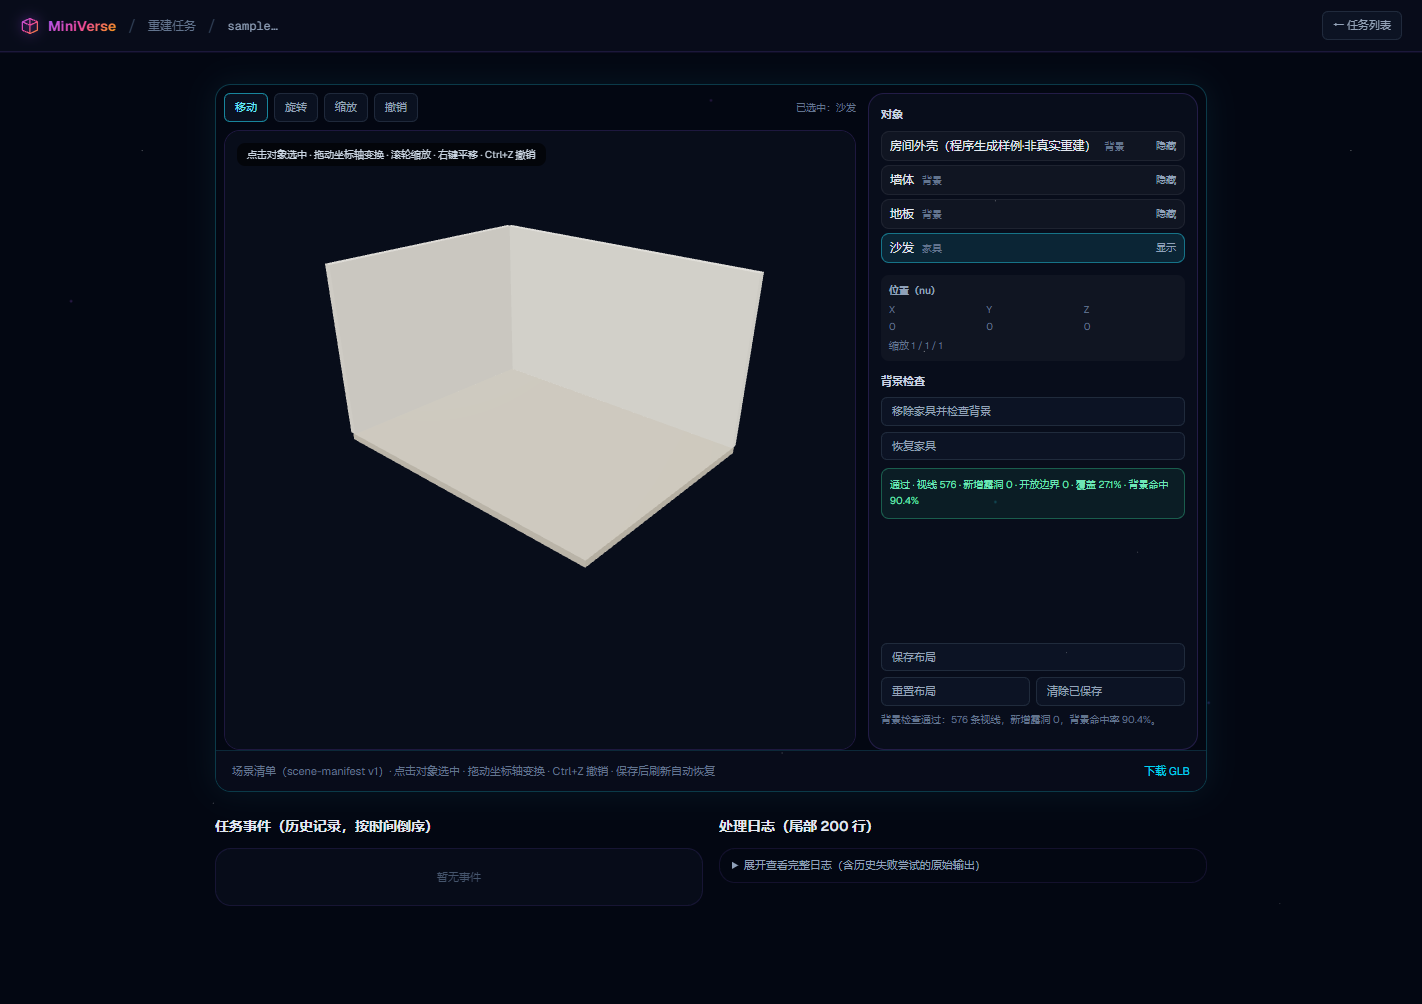 MiniVerse / 重建任务 / sample…
← 任务列表
移动 旋转 缩放 撤销
已选中：沙发
点击对象选中 · 拖动坐标轴变换 · 滚轮缩放 · 右键平移 · Ctrl+Z 撤销
对象
房间外壳（程序生成样例·非真实重建） 背景 隐藏
墙体 背景 隐藏
地板 背景 隐藏
沙发 家具 显示
位置（nu）
X Y Z
0 0 0
缩放 1 / 1 / 1
背景检查
移除家具并检查背景
恢复家具
通过 · 视线 576 · 新增露洞 0 · 开放边界 0 · 覆盖 27.1% · 背景命中
90.4%
保存布局
重置布局 清除已保存
背景检查通过：576 条视线，新增露洞 0，背景命中率 90.4%。
场景清单（scene-manifest v1）· 点击对象选中 · 拖动坐标轴变换 · Ctrl+Z 撤销 · 保存后刷新自动恢复
下载 GLB
任务事件（历史记录，按时间倒序）
暂无事件
处理日志（尾部 200 行）
▶ 展开查看完整日志（含历史失败尝试的原始输出）